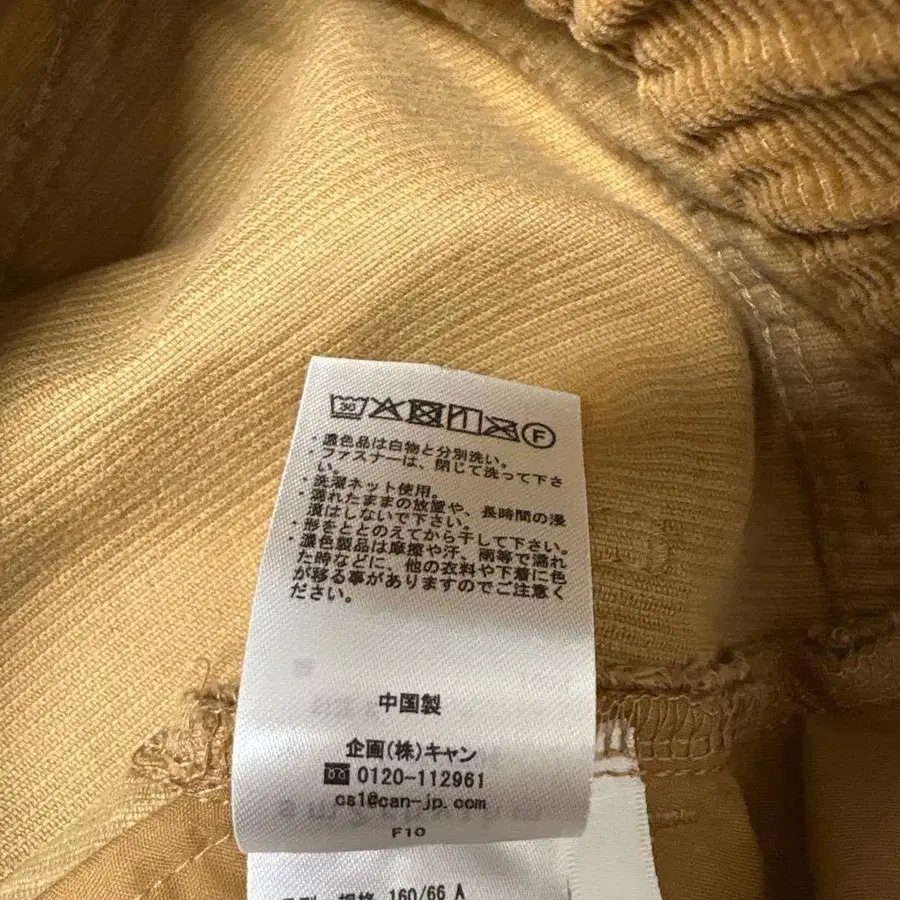 30
F
・濃色品は白物と分別洗い。
・ファスナーは、閉じて洗って下さ
い。
・洗濯ネット使用。
・濡れたままの放置や、長時間の浸
漬はしないで下さい。
・形をととのえてから干して下さい。
・濃色製品は摩擦や汗、雨等で濡れ
た時などに、他の衣料や下着に色
が移る事がありますのでご注意く
ださい。
中国製
企画(株)キャン
0120-112961
cs1@can-jp.com
F10
规格 160/66 A